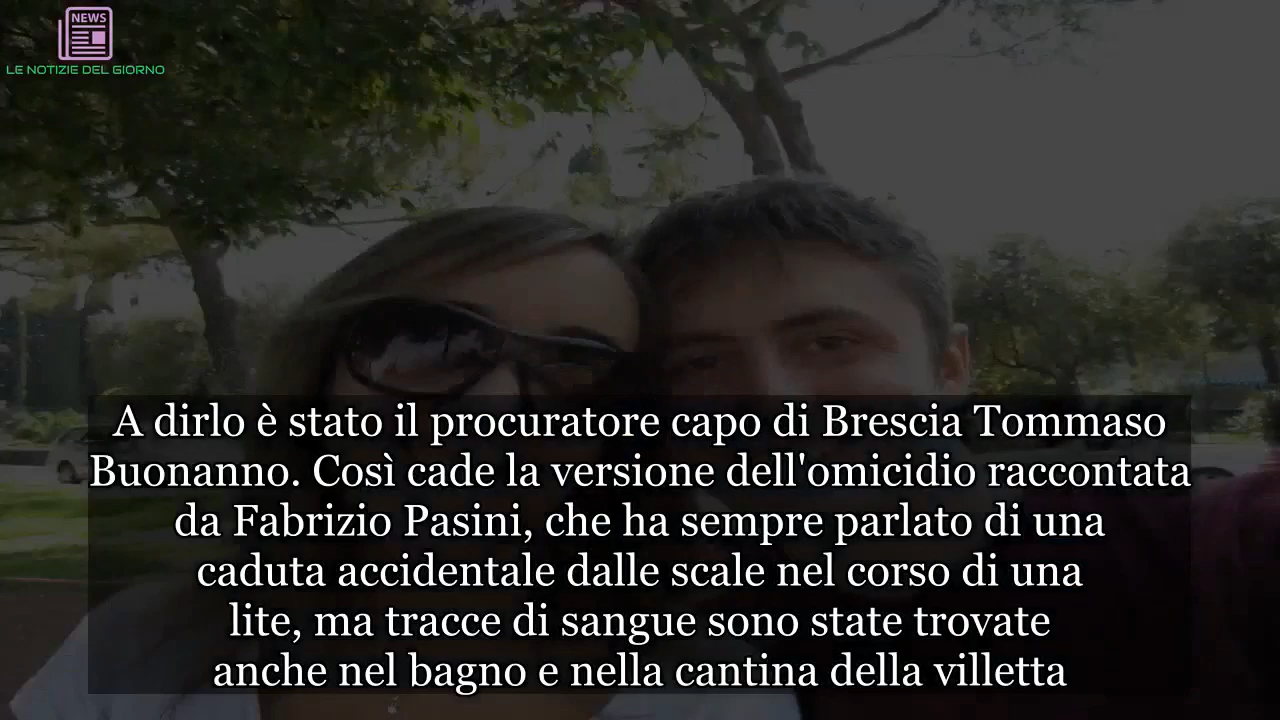 NEWS
LE NOTIZIE DEL GIORNO
A dirlo è stato il procuratore capo di Brescia Tommaso
Buonanno. Così cade la versione dell'omicidio raccontata
da Fabrizio Pasini, che ha sempre parlato di una
caduta accidentale dalle scale nel corso di una
lite, ma tracce di sangue sono state trovate
anche nel bagno e nella cantina della villetta